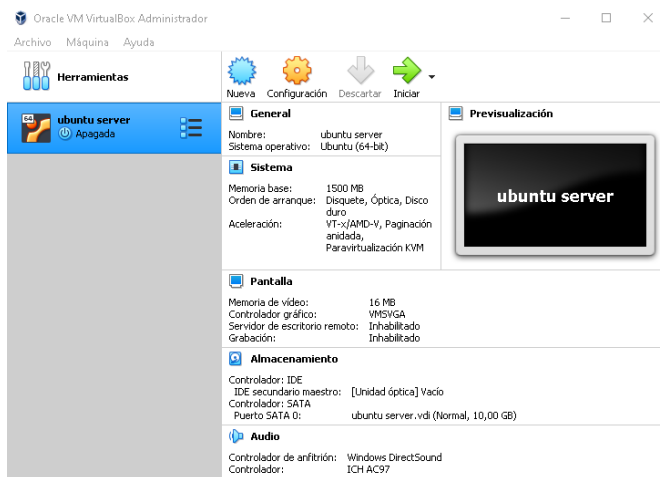 Oracle VM VirtualBox Administrador
Archivo Máquina Ayuda
Herramientas
Nueva Configuración Descartar Iniciar
64
ubuntu server
Apagada
General
Nombre: ubuntu server
Sistema operativo: Ubuntu (64-bit)
Previsualización
ubuntu server
Sistema
Memoria base: 1500 MB
Orden de arranque: Disquete, Óptica, Disco
duro
Aceleración: VT-x/AMD-V, Paginación
anidada,
Paravirtualización KVM
Pantalla
Memoria de vídeo: 16 MB
Controlador gráfico: VMSVGA
Servidor de escritorio remoto: Inhabilitado
Grabación: Inhabilitado
Almacenamiento
Controlador: IDE
IDE secundario maestro: [Unidad óptica] Vacío
Controlador: SATA
Puerto SATA 0: ubuntu server.vdi (Normal, 10,00 GB)
Audio
Controlador de anfitrión: Windows DirectSound
Controlador: ICH AC97